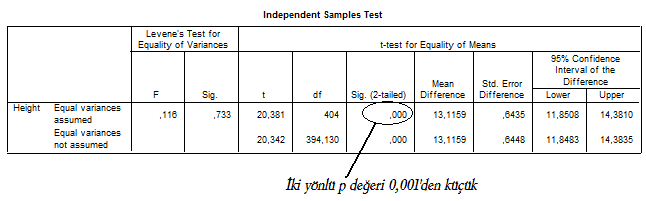 Independent Samples Test
Levene's Test for Equality of Variances
t-test for Equality of Means
95% Confidence Interval of the Difference
F Sig. t df Sig. (2-tailed) Mean Difference Std. Error Difference Lower Upper
Height Equal variances assumed ,116 ,733 20,381 404 ,000 13,1159 ,6435 11,8508 14,3810
Equal variances not assumed 20,342 394,130 ,000 13,1159 ,6448 11,8483 14,3835
İki yönlü p değeri 0,001'den küçük